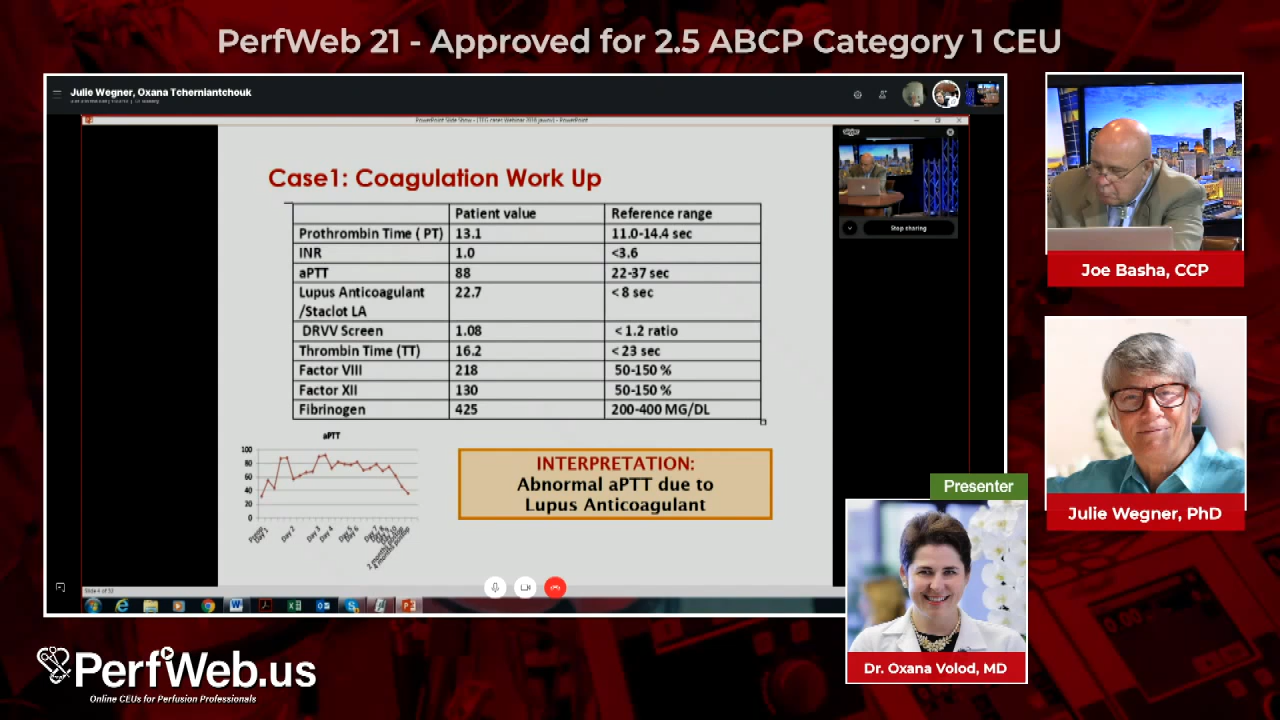 PerfWeb 21 - Approved for 2.5 ABCP Category 1 CEU
Julie Wegner, Oxana Tcherniantchouk
Case1: Coagulation Work Up
Patient value Reference range
Prothrombin Time ( PT) 13.1 11.0-14.4 sec
INR 1.0 <3.6
aPTT 88 22-37 sec
Lupus Anticoagulant 22.7 < 8 sec
/Staclot LA
DRVV Screen 1.08 < 1.2 ratio
Thrombin Time (TT) 16.2 < 23 sec
Factor VIII 218 50-150 %
Factor XII 130 50-150 %
Fibrinogen 425 200-400 MG/DL
aPTT
100
80
60
40
20
0
Day 1 Day 2 Day 3 Day 4 Day 5 Day 6
INTERPRETATION:
Abnormal aPTT due to
Lupus Anticoagulant
Stop sharing
Joe Basha, CCP
Julie Wegner, PhD
Presenter
Dr. Oxana Volod, MD
PerfWeb.us
Online CEUs for Perfusion Professionals